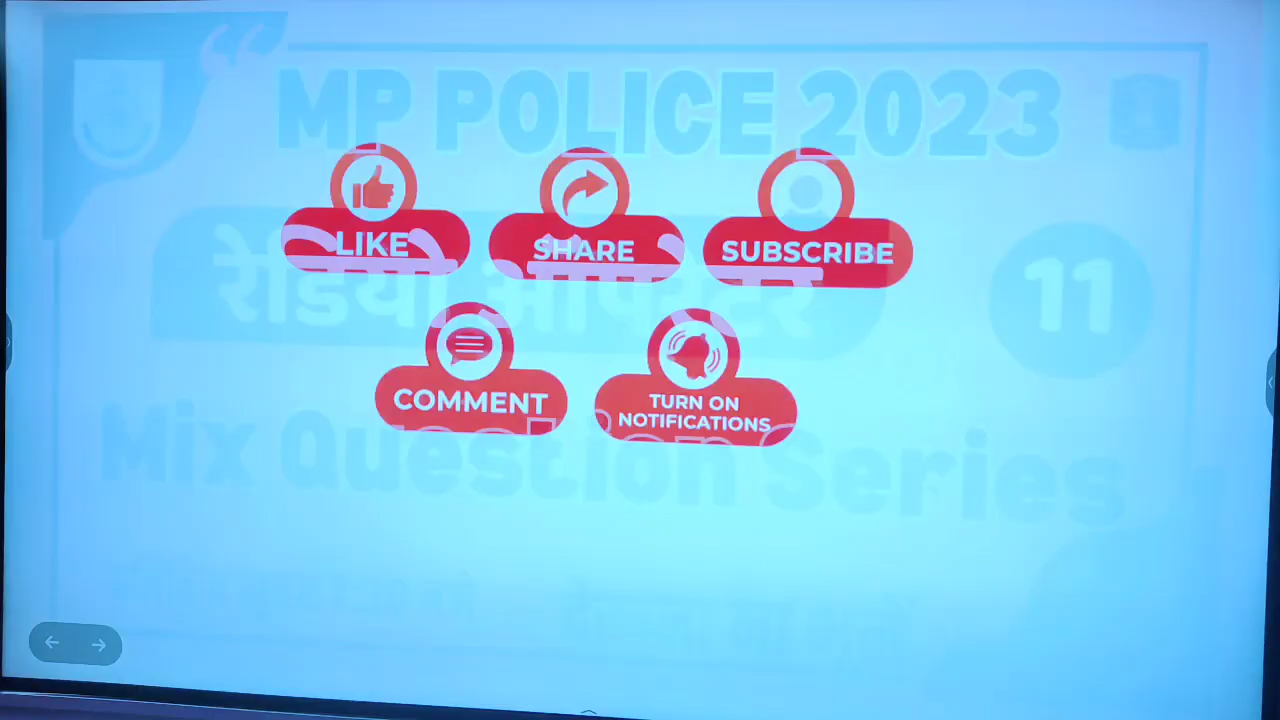 MP POLICE 2023
LIKE
SHARE
SUBSCRIBE
रेडियो ऑपरेटर
11
COMMENT
TURN ON
NOTIFICATIONS
Mix Question Series